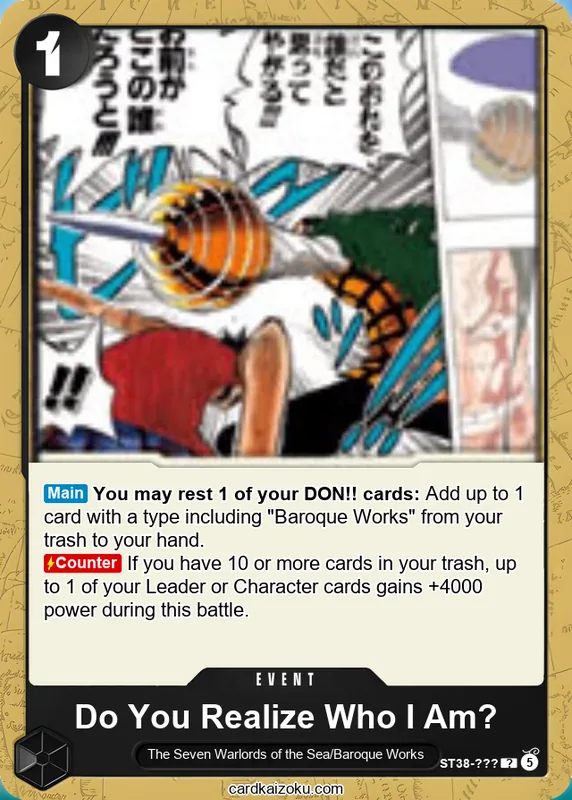 1
このおれを
誰だと
思って
やがる!!!
お前が
どこの誰
だろうと!!!
!!
Main You may rest 1 of your DON!! cards: Add up to 1
card with a type including "Baroque Works" from your
trash to your hand.
Counter If you have 10 or more cards in your trash, up
to 1 of your Leader or Character cards gains +4000
power during this battle.
EVENT
Do You Realize Who I Am?
The Seven Warlords of the Sea/Baroque Works
ST38-??? ? 5
cardkaizoku.com